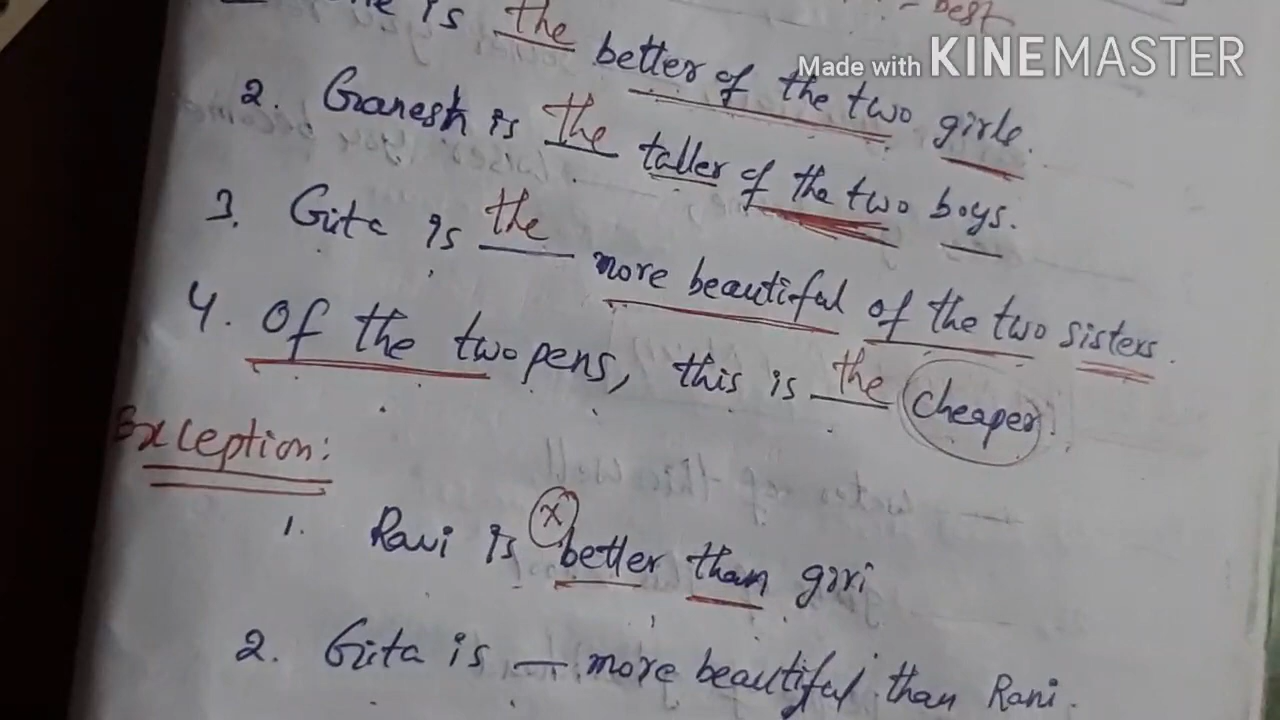 - best
is the better of the two girls.
Made with KINEMASTER
2. Ganesh is the taller of the two boys.
3. Gita is the more beautiful of the two sisters.
4. Of the two pens, this is the cheaper.
Exception:
1. Ravi is x better than giri
2. Gita is — more beautiful than Rani.